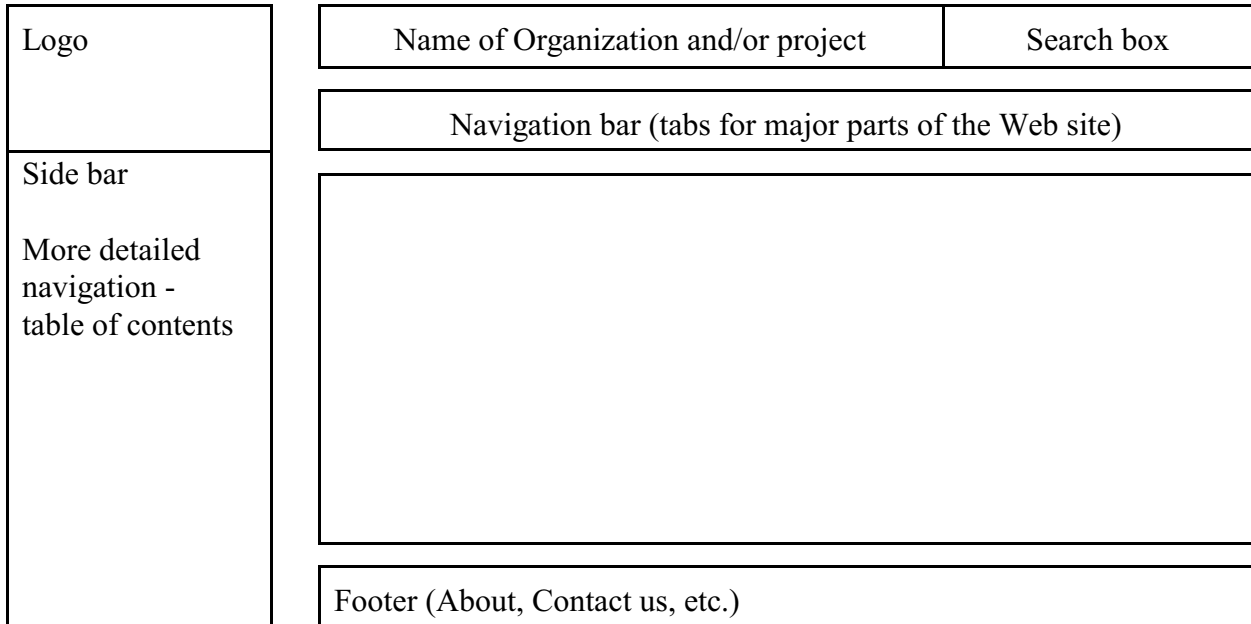 Logo
Name of Organization and/or project
Search box
Navigation bar (tabs for major parts of the Web site)
Side bar
More detailed
navigation -
table of contents
Footer (About, Contact us, etc.)